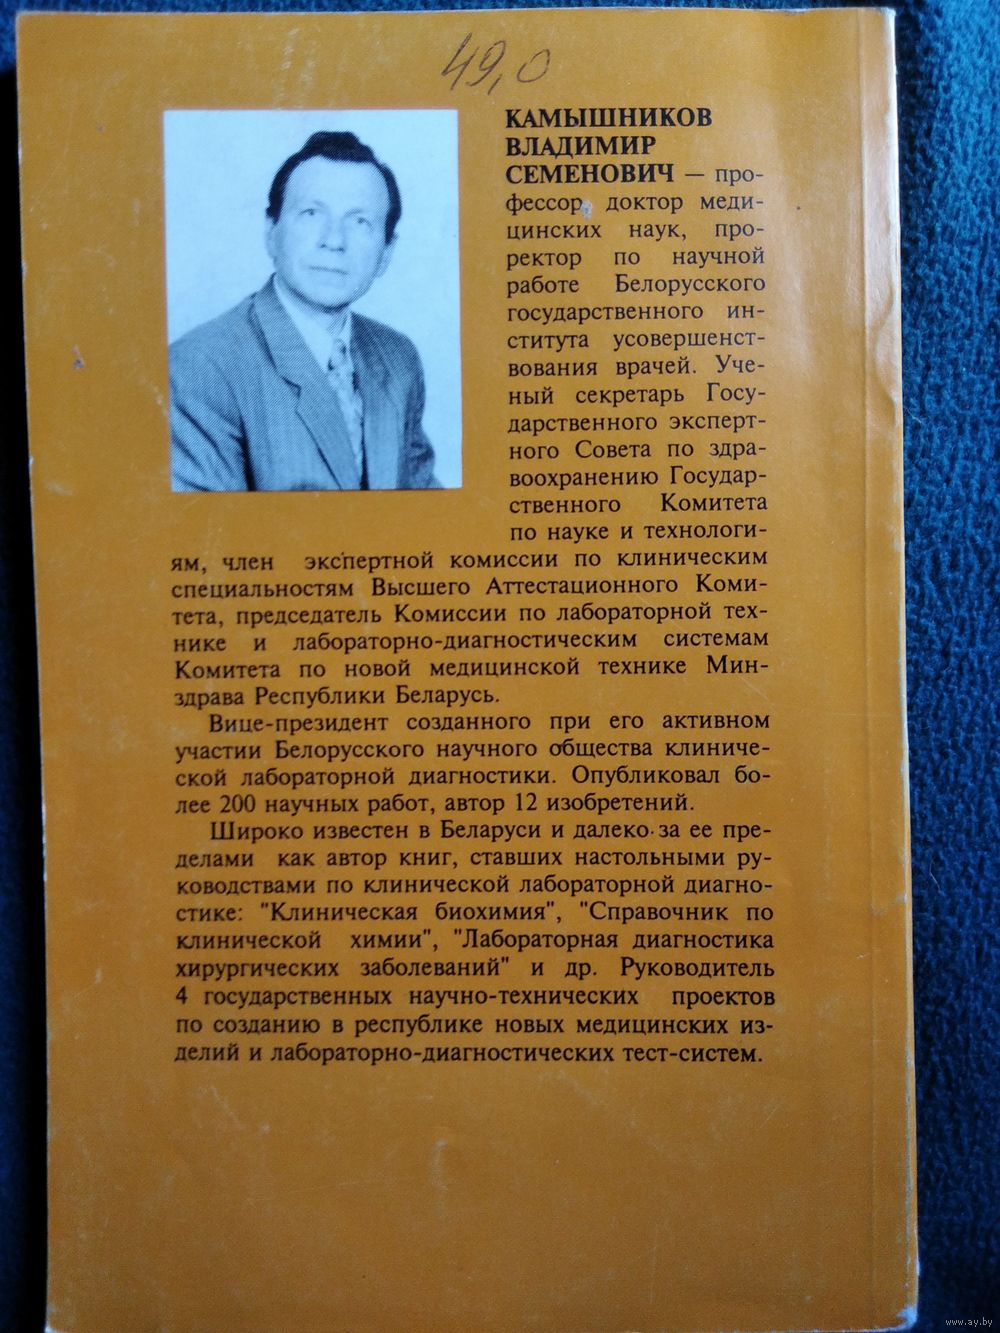 49,0
КАМЫШНИКОВ
ВЛАДИМИР
СЕМЕНОВИЧ — про-
фессор, доктор меди-
цинских наук, про-
ректор по научной
работе Белорусского
государственного ин-
ститута усовершенст-
вования врачей. Уче-
ный секретарь Госу-
дарственного эксперт-
ного Совета по здра-
воохранению Государ-
ственного Комитета
по науке и технологи-
ям, член экспертной комиссии по клиническим
специальностям Высшего Аттестационного Коми-
тета, председатель Комиссии по лабораторной тех-
нике и лабораторно-диагностическим системам
Комитета по новой медицинской технике Мин-
здрава Республики Беларусь.
Вице-президент созданного при его активном
участии Белорусского научного общества клиниче-
ской лабораторной диагностики. Опубликовал бо-
лее 200 научных работ, автор 12 изобретений.
Широко известен в Беларуси и далеко за ее пре-
делами как автор книг, ставших настольными ру-
ководствами по клинической лабораторной диагно-
стике: "Клиническая биохимия", "Справочник по
клинической химии", "Лабораторная диагностика
хирургических заболеваний" и др. Руководитель
4 государственных научно-технических проектов
по созданию в республике новых медицинских из-
делий и лабораторно-диагностических тест-систем.
www.ay.by